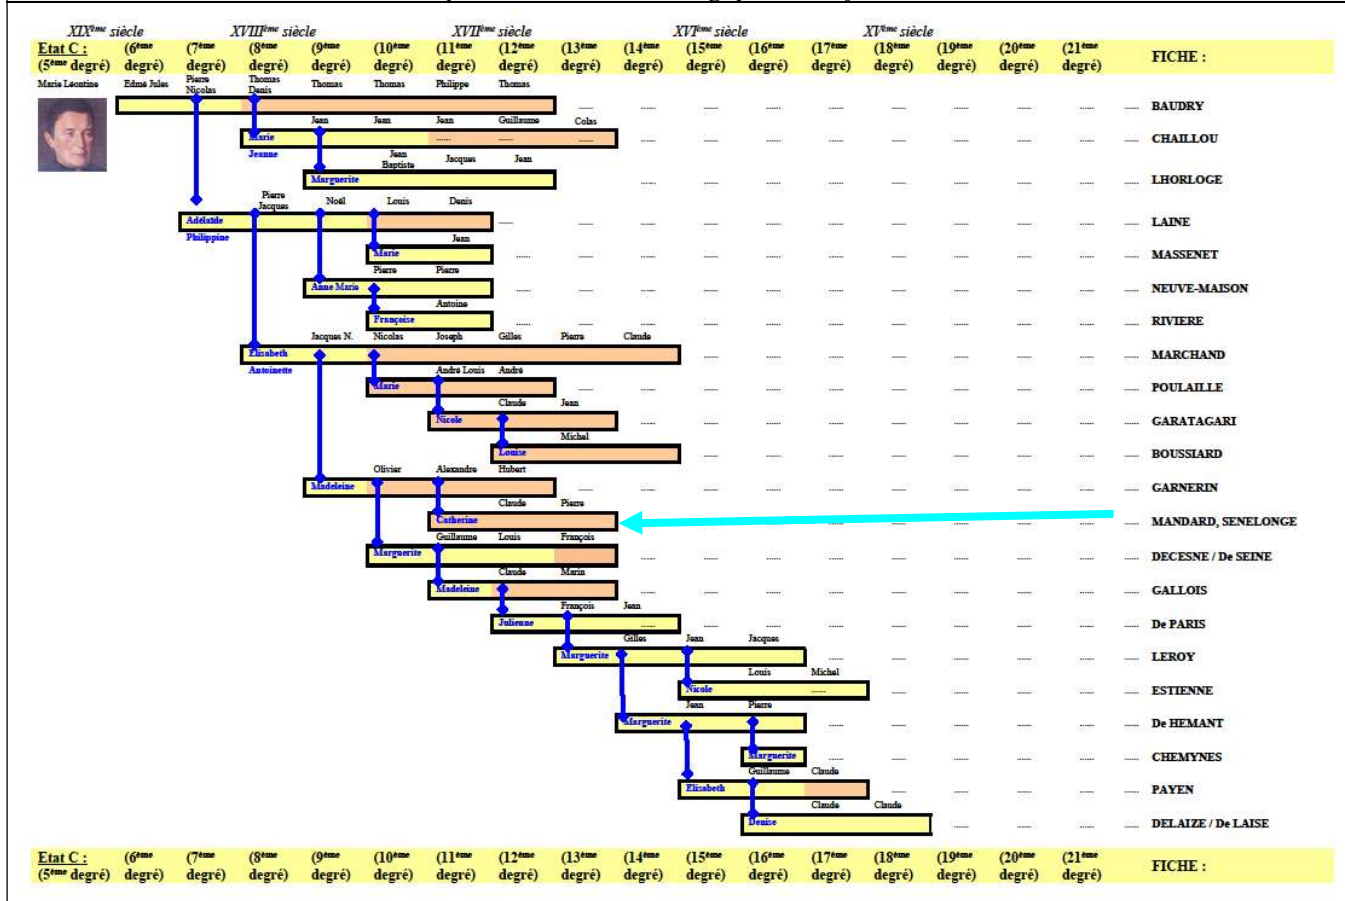 XIXème siècle XVIIIème siècle XVIIème siècle XVIème siècle XVème siècle
Etat C : (6ème (7ème (8ème (9ème (10ème (11ème (12ème (13ème (14ème (15ème (16ème (17ème (18ème (19ème (20ème (21ème FICHE :
(5ème degré) degré) degré) degré) degré) degré) degré) degré) degré) degré) degré) degré) degré) degré) degré) degré) degré)
Marie Léontine Edmé Jules Pierre Nicolas Thomas Denis Thomas Thomas Philippe Thomas
...... ...... ...... ...... ...... ...... ...... ...... ...... ...... BAUDRY
Jean Jean Jean Guillaume Colas
Marie ...... ...... ...... ...... ...... ...... ...... ...... ...... ...... ...... ...... CHAILLOU
Jeanne Jean Baptiste Jacques Jean
Marguerite ...... ...... ...... ...... ...... ...... ...... ...... ...... LHORLOGE
Pierre Jacques Noël Louis Denis
Adélaïde ...... ...... ...... ...... ...... ...... ...... ...... ...... ...... ...... LAINE
Philippine Jean
Marie ...... ...... ...... ...... ...... ...... ...... ...... ...... ...... ...... MASSENET
Pierre Pierre
Anne Marie ...... ...... ...... ...... ...... ...... ...... ...... ...... ...... ...... NEUVE-MAISON
Antoine
Françoise ...... ...... ...... ...... ...... ...... ...... ...... ...... ...... ...... RIVIERE
Jacques N. Nicolas Joseph Gilles Pierre Claude
Elisabeth ...... ...... ...... ...... ...... ...... ...... ...... MARCHAND
Antoinette André Louis André
Marie ...... ...... ...... ...... ...... ...... ...... ...... ...... ...... POULAILLE
Claude Jean
Nicole ...... ...... ...... ...... ...... ...... ...... ...... ...... GARATAGARI
Michel
Louise ...... ...... ...... ...... ...... ...... ...... ...... BOUSSIARD
Olivier Alexandre Hubert
Madeleine ...... ...... ...... ...... ...... ...... ...... ...... ...... ...... GARNERIN
Claude Pierre
Catherine ...... ...... ...... ...... ...... ...... MANDARD, SENELONGE
Guillaume Louis François
Marguerite ...... ...... ...... ...... ...... ...... ...... ...... ...... DECESNE / De SEINE
Claude Marin
Madeleine ...... ...... ...... ...... ...... ...... ...... ...... ...... GALLOIS
François Jean
Julienne ...... ...... ...... ...... ...... ...... ...... ...... ...... De PARIS
Gilles Jean Jacques
Marguerite ...... ...... ...... ...... ...... ...... LEROY
Louis Michel
Nicole ...... ...... ...... ...... ...... ...... ESTIENNE
Jean Pierre
Marguerite ...... ...... ...... ...... ...... ...... De HEMANT
Marguerite ...... ...... ...... ...... ...... ...... CHEMYNES
Guillaume Claude
Elisabeth ...... ...... ...... ...... ...... PAYEN
Claude Claude
Denise ...... ...... ...... ...... DELAIZE / De LAISE
Etat C : (6ème (7ème (8ème (9ème (10ème (11ème (12ème (13ème (14ème (15ème (16ème (17ème (18ème (19ème (20ème (21ème FICHE :
(5ème degré) degré) degré) degré) degré) degré) degré) degré) degré) degré) degré) degré) degré) degré) degré) degré) degré)